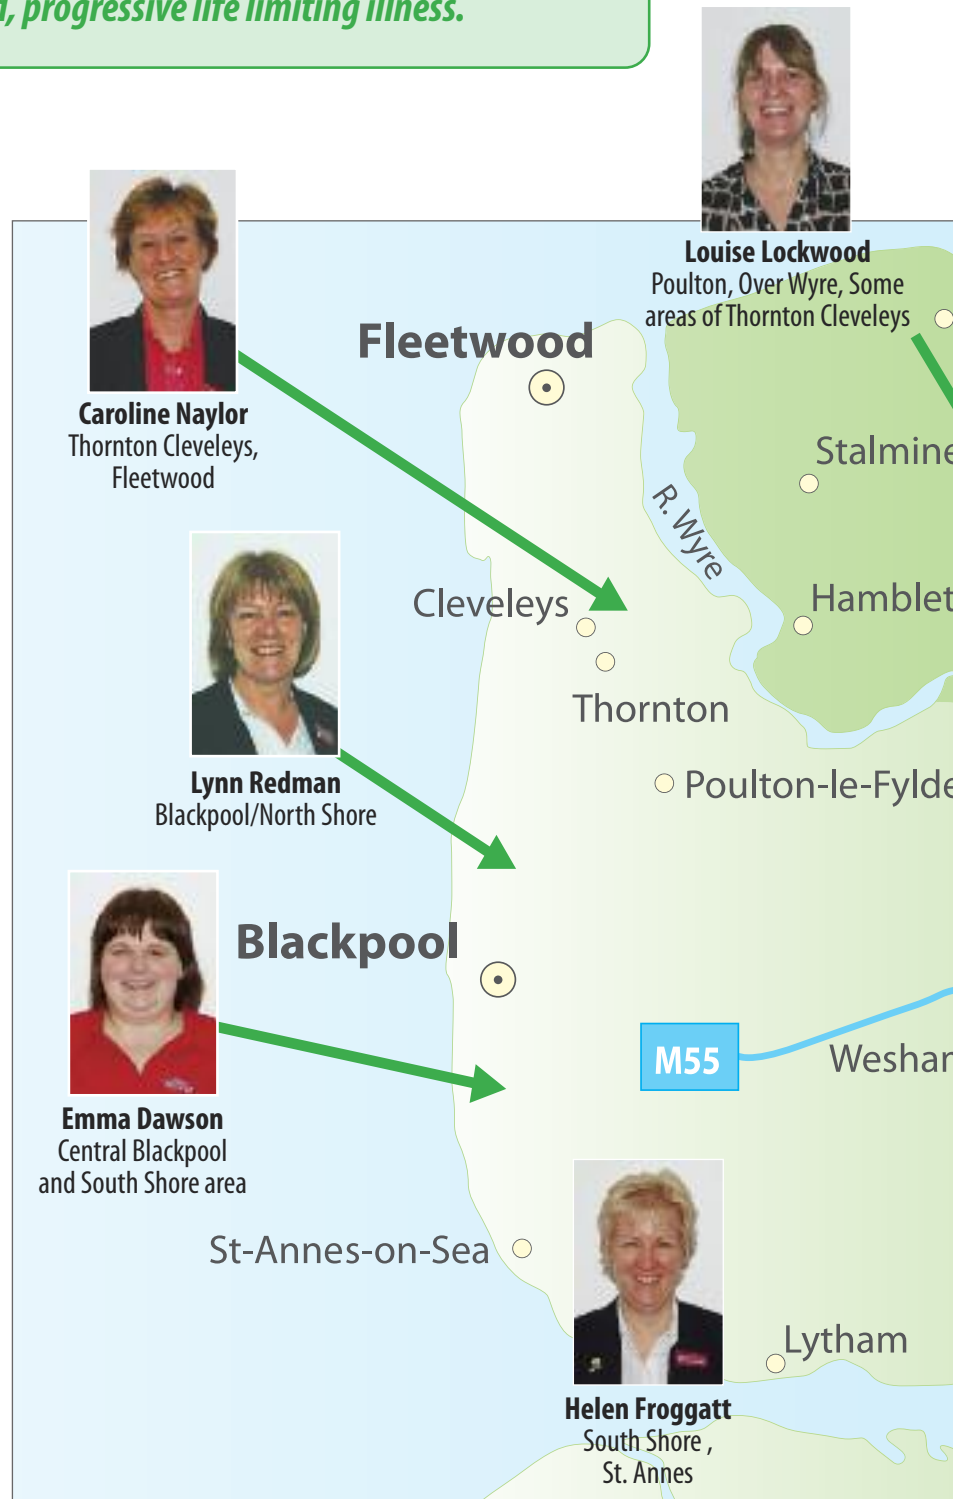 progressive life limiting illness.
Louise Lockwood
Poulton, Over Wyre, Some
areas of Thornton Cleveleys
Fleetwood
Caroline Naylor
Thornton Cleveleys,
Fleetwood
Stalmine
R. Wyre
Cleveleys
Hamblet
Thornton
Lynn Redman
Blackpool/North Shore
Poulton-le-Fylde
Blackpool
M55
Weshar
Emma Dawson
Central Blackpool
and South Shore area
St-Annes-on-Sea
Lytham
Helen Froggatt
South Shore ,
St. Annes